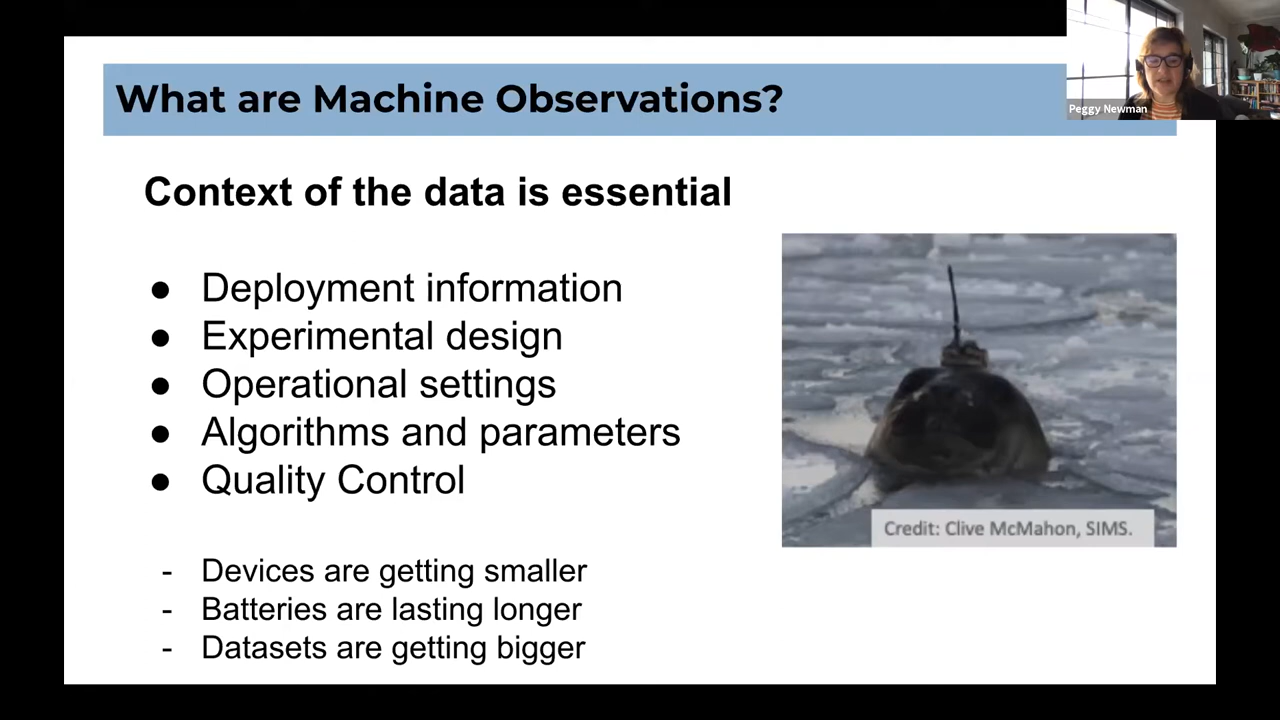 What are Machine Observations?
Peggy Newman
Context of the data is essential
● Deployment information
● Experimental design
● Operational settings
● Algorithms and parameters
● Quality Control
Credit: Clive McMahon, SIMS.
- Devices are getting smaller
- Batteries are lasting longer
- Datasets are getting bigger